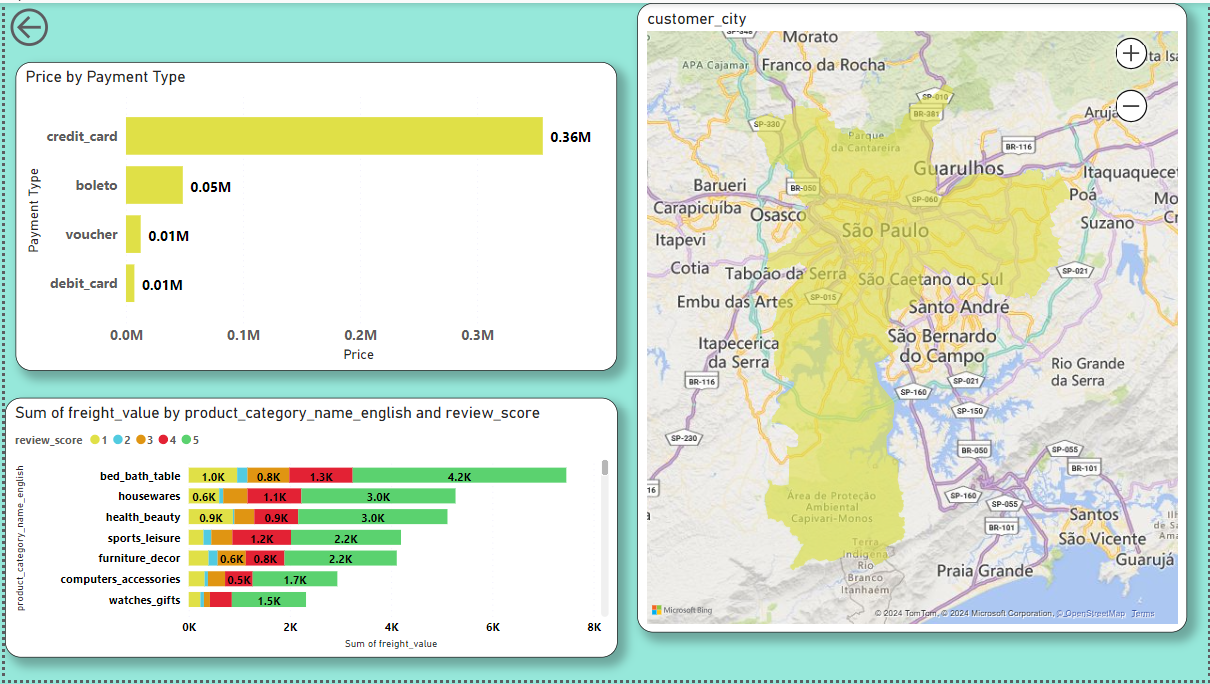 Price by Payment Type
Payment Type
credit_card
0.36M
boleto
0.05M
voucher
0.01M
debit_card
0.01M
0.0M 0.1M 0.2M 0.3M
Price
Sum of freight_value by product_category_name_english and review_score
review_score 1 2 3 4 5
product_category_name_english
bed_bath_table 1.0K 0.8K 1.3K 4.2K
housewares 0.6K 1.1K 3.0K
health_beauty 0.9K 0.9K 3.0K
sports_leisure 1.2K 2.2K
furniture_decor 0.6K 0.8K 2.2K
computers_accessories 0.5K 1.7K
watches_gifts 1.5K
0K 2K 4K 6K 8K
Sum of freight_value
customer_city
Morato
APA Cajamar
Franco da Rocha
SP-010
BR-381
SP-330
Parque
da Cantareira
BR-116
Guarulhos
Barueri
BR-050
SP-060
Poá
Carapicuíba
Osasco
São Paulo
Suzano
Itapevi
Cotia
Taboão da Serra
São Caetano do Sul
SP-021
Embu das Artes
SP-015
Santo André
Itapecerica
da Serra
São Bernardo
do Campo
Rio Grande
da Serra
BR-116
SP-160
SP-021
SP-150
SP-230
BR-050
SP-055
BR-101
Área de Proteção
Ambiental
Capivari-Monos
SP-160
SP-055
BR-101
Santos
São Vicente
Guarujá
Terra
Indígena
Rio
Branco
Itanhaém
Praia Grande
Microsoft Bing
© 2024 TomTom, © 2024 Microsoft Corporation, © OpenStreetMap Terms